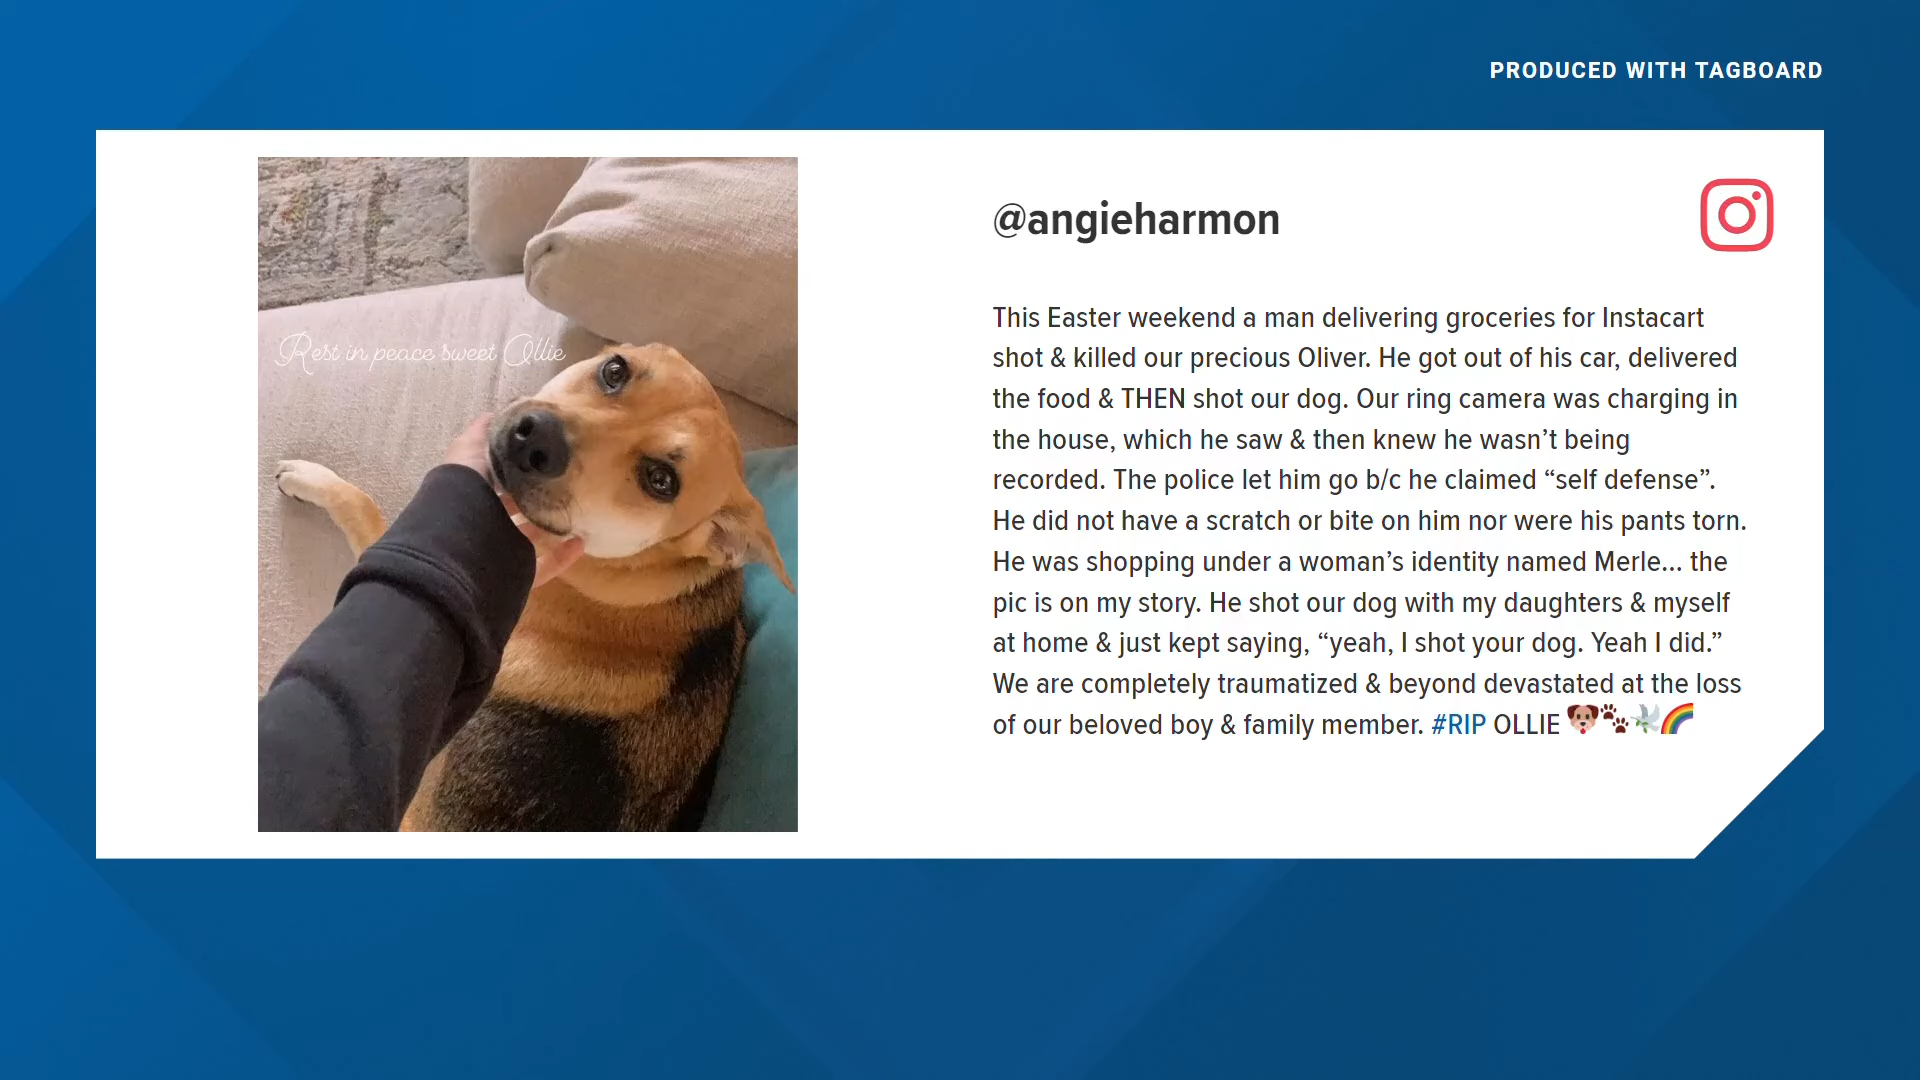 PRODUCED WITH TAGBOARD
Rest in peace sweet Ollie
@angieharmon
This Easter weekend a man delivering groceries for Instacart
shot & killed our precious Oliver. He got out of his car, delivered
the food & THEN shot our dog. Our ring camera was charging in
the house, which he saw & then knew he wasn’t being
recorded. The police let him go b/c he claimed “self defense”.
He did not have a scratch or bite on him nor were his pants torn.
He was shopping under a woman’s identity named Merle... the
pic is on my story. He shot our dog with my daughters & myself
at home & just kept saying, “yeah, I shot your dog. Yeah I did.”
We are completely traumatized & beyond devastated at the loss
of our beloved boy & family member. #RIP OLLIE 🐶🐾🕊🌈